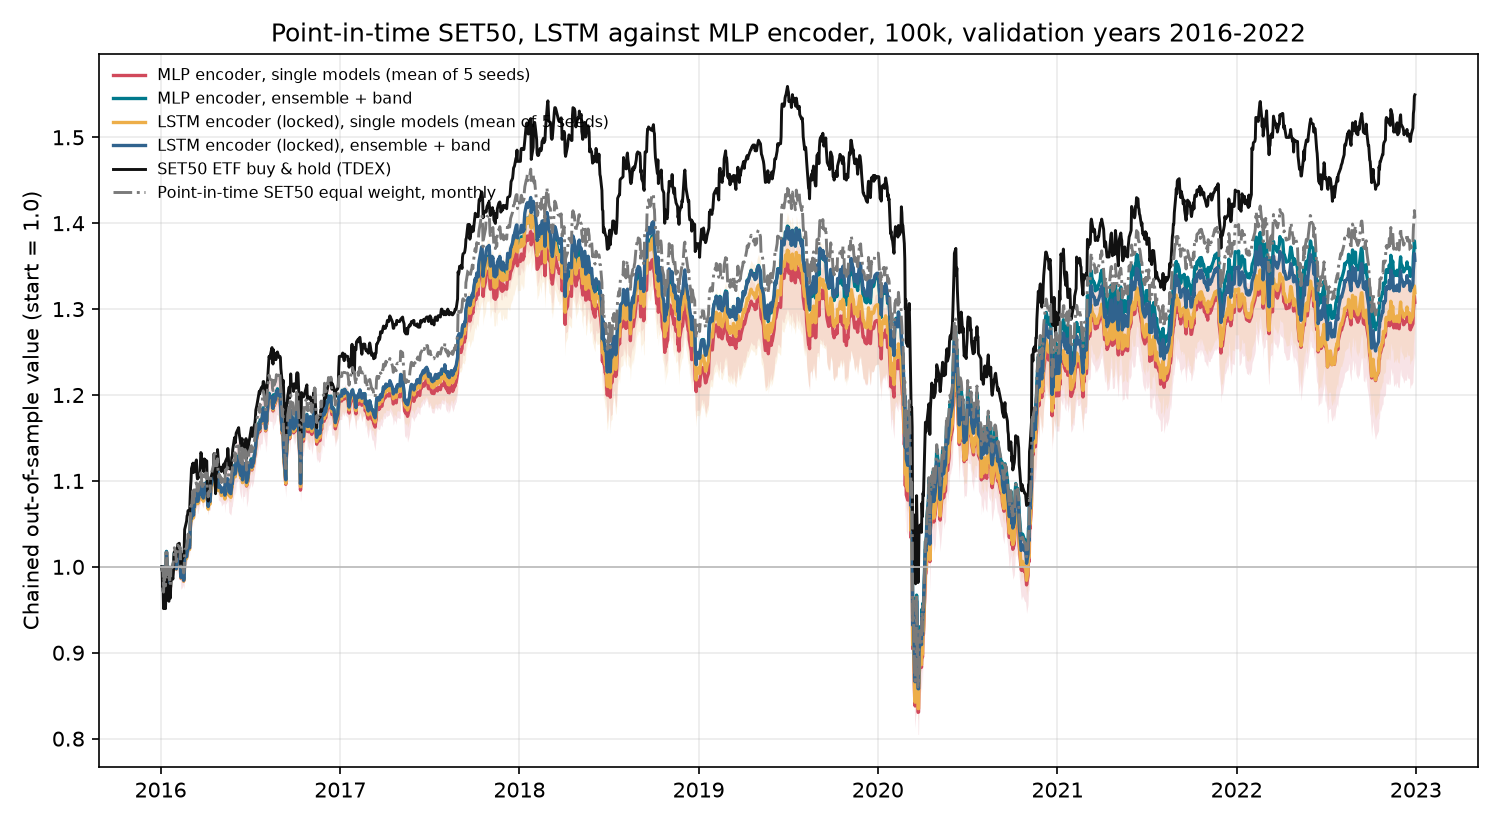 Point-in-time SET50, LSTM against MLP encoder, 100k, validation years 2016-2022
MLP encoder, single models (mean of 5 seeds)
MLP encoder, ensemble + band
LSTM encoder (locked), single models (mean of 5 seeds)
LSTM encoder (locked), ensemble + band
SET50 ETF buy & hold (TDEX)
Point-in-time SET50 equal weight, monthly
Chained out-of-sample value (start = 1.0)
1.5
1.4
1.3
1.2
1.1
1.0
0.9
0.8
2016 2017 2018 2019 2020 2021 2022 2023